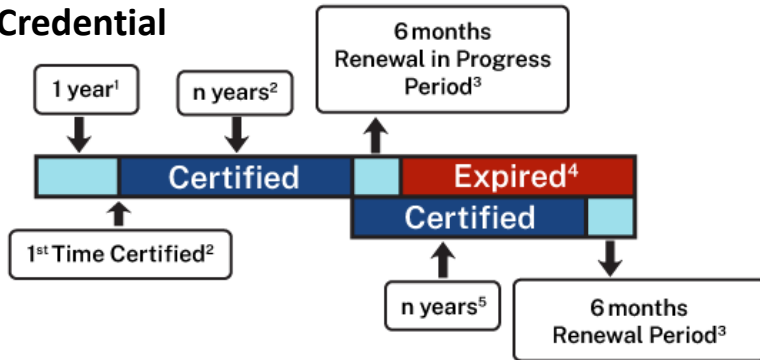 Credential
6 months
Renewal in Progress
Period³
1 year¹
n years²
Certified
Expired⁴
Certified
1ˢᵗ Time Certified²
n years⁵
6 months
Renewal Period³